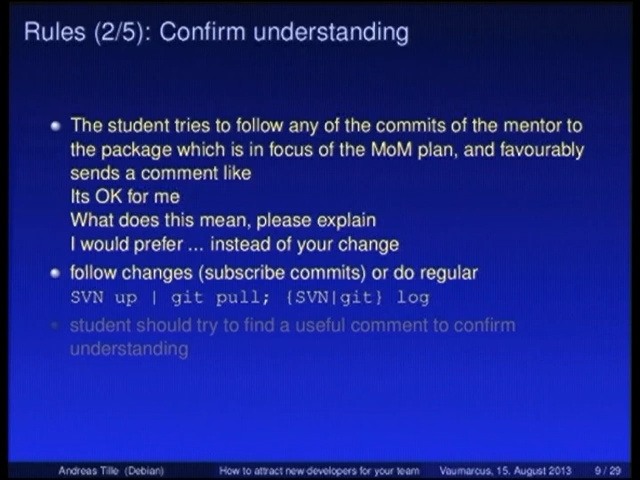 Rules (2/5): Confirm understanding
The student tries to follow any of the commits of the mentor to
the package which is in focus of the MoM plan, and favourably
sends a comment like
Its OK for me
What does this mean, please explain
I would prefer ... instead of your change
follow changes (subscribe commits) or do regular
SVN up | git pull; {SVN|git} log
student should try to find a useful comment to confirm
understanding
Andreas Tille (Debian) How to attract new developers for your team Vaumarcus, 15. August 2013 9 / 29